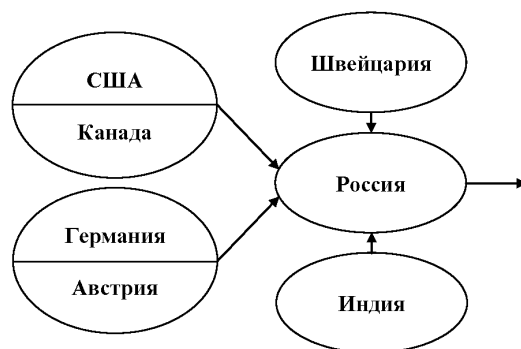 США
Канада
Германия
Австрия
Швейцария
Россия
Индия